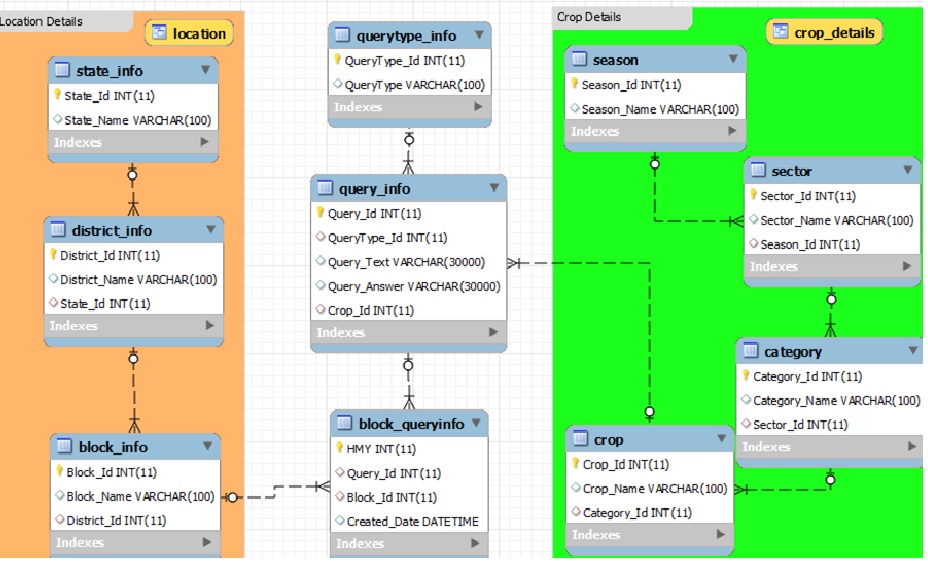 Location Details
location
state_info
State_Id INT(11)
State_Name VARCHAR(100)
Indexes
district_info
District_Id INT(11)
District_Name VARCHAR(100)
State_Id INT(11)
Indexes
block_info
Block_Id INT(11)
Block_Name VARCHAR(100)
District_Id INT(11)
Indexes
querytype_info
QueryType_Id INT(11)
QueryType VARCHAR(100)
Indexes
query_info
Query_Id INT(11)
QueryType_Id INT(11)
Query_Text VARCHAR(30000)
Query_Answer VARCHAR(30000)
Crop_Id INT(11)
Indexes
block_queryinfo
HMY INT(11)
Query_Id INT(11)
Block_Id INT(11)
Created_Date DATETIME
Indexes
Crop Details
crop_details
season
Season_Id INT(11)
Season_Name VARCHAR(100)
Indexes
sector
Sector_Id INT(11)
Sector_Name VARCHAR(100)
Season_Id INT(11)
Indexes
category
Category_Id INT(11)
Category_Name VARCHAR(100)
Sector_Id INT(11)
Indexes
crop
Crop_Id INT(11)
Crop_Name VARCHAR(100)
Category_Id INT(11)
Indexes